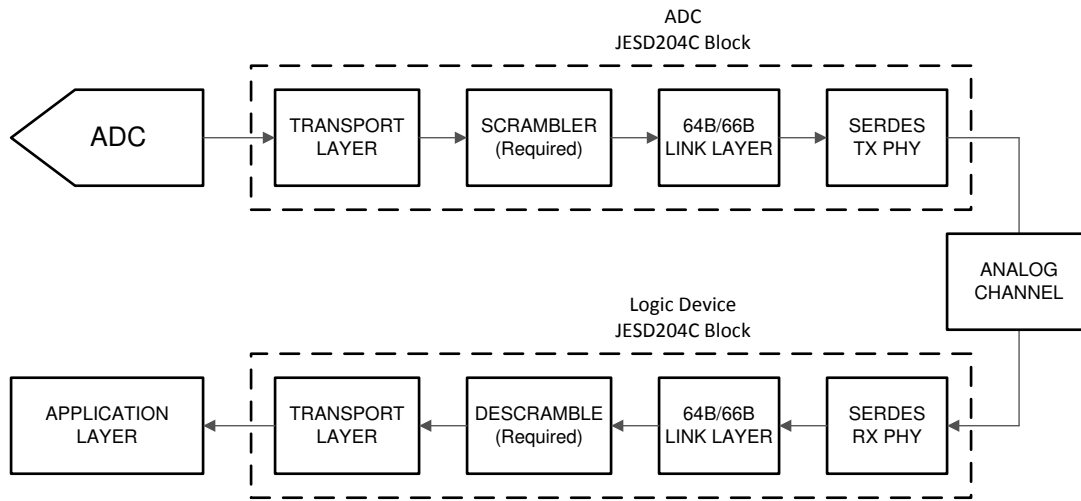 ADC
JESD204C Block
ADC
TRANSPORT
LAYER
SCRAMBLER
(Required)
64B/66B
LINK LAYER
SERDES
TX PHY
ANALOG
CHANNEL
Logic Device
JESD204C Block
APPLICATION
LAYER
TRANSPORT
LAYER
DESCRAMBLE
(Required)
64B/66B
LINK LAYER
SERDES
RX PHY